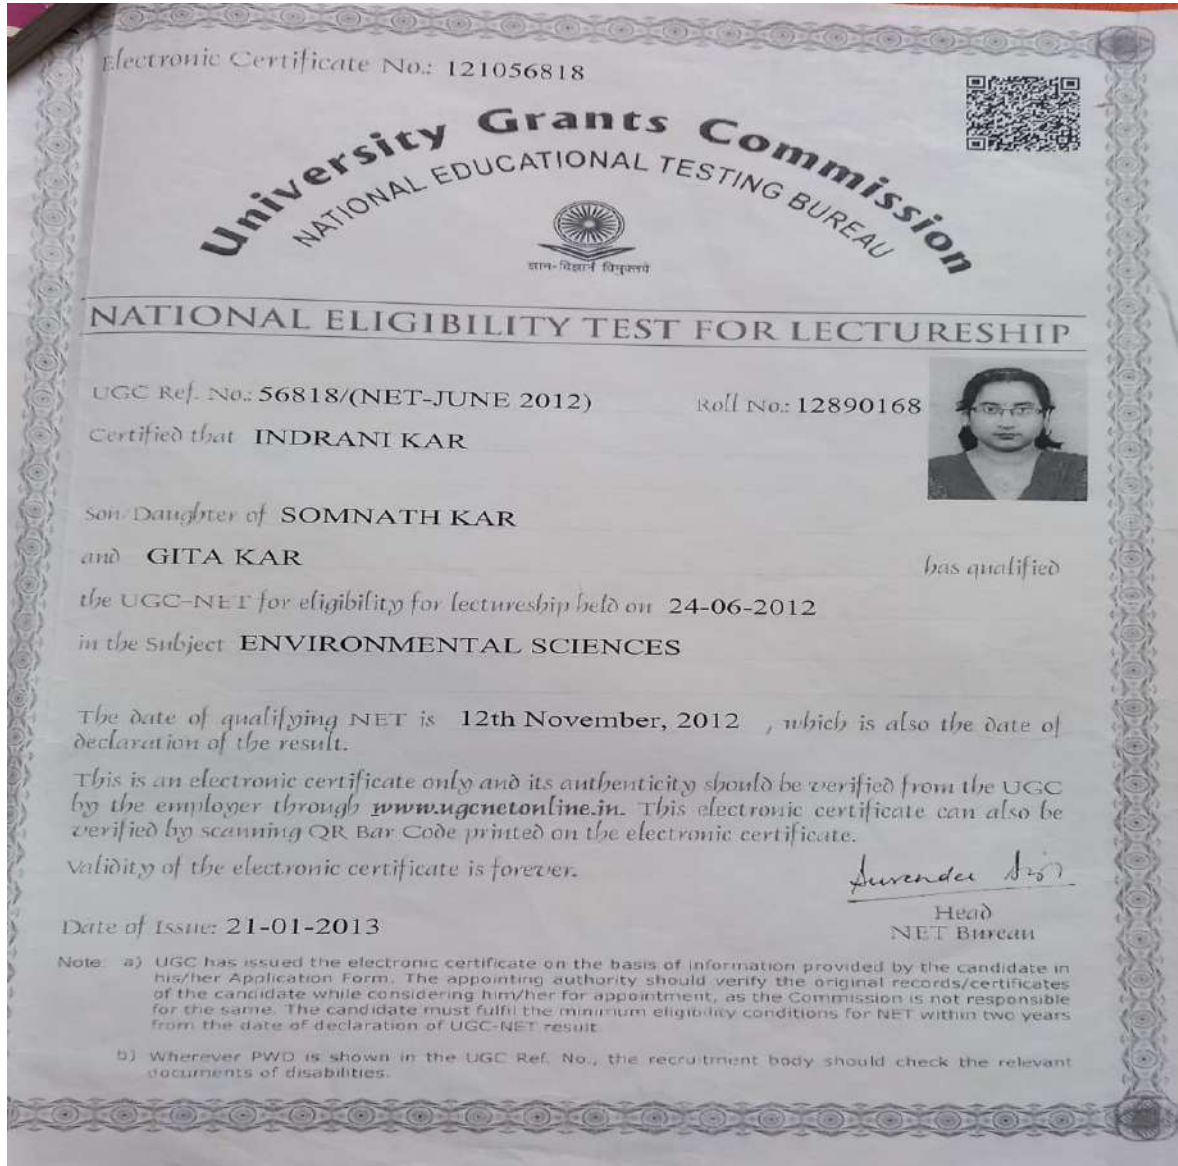 Electronic Certificate No.: 121056818
University Grants Commission
NATIONAL EDUCATIONAL TESTING BUREAU
ज्ञान-विज्ञानं विमुक्तये
NATIONAL ELIGIBILITY TEST FOR LECTURESHIP
UGC Ref. No.: 56818/(NET-JUNE 2012) Roll No.: 12890168
Certified that INDRANI KAR
Son/Daughter of SOMNATH KAR
and GITA KAR has qualified
the UGC-NET for eligibility for lectureship held on 24-06-2012
in the Subject ENVIRONMENTAL SCIENCES
The date of qualifying NET is 12th November, 2012 , which is also the date of
declaration of the result.
This is an electronic certificate only and its authenticity should be verified from the UGC
by the employer through www.ugcnetonline.in. This electronic certificate can also be
verified by scanning QR Bar Code printed on the electronic certificate.
Validity of the electronic certificate is forever.
Surender
Date of Issue: 21-01-2013
Head
NET Bureau
Note: a) UGC has issued the electronic certificate on the basis of information provided by the candidate in
his/her Application Form. The appointing authority should verify the original records/certificates
of the candidate while considering him/her for appointment, as the Commission is not responsible
for the same. The candidate must fulfil the minimum eligibility conditions for NET within two years
from the date of declaration of UGC-NET result.
b) Wherever PWD is shown in the UGC Ref. No., the recruitment body should check the relevant
documents of disabilities.